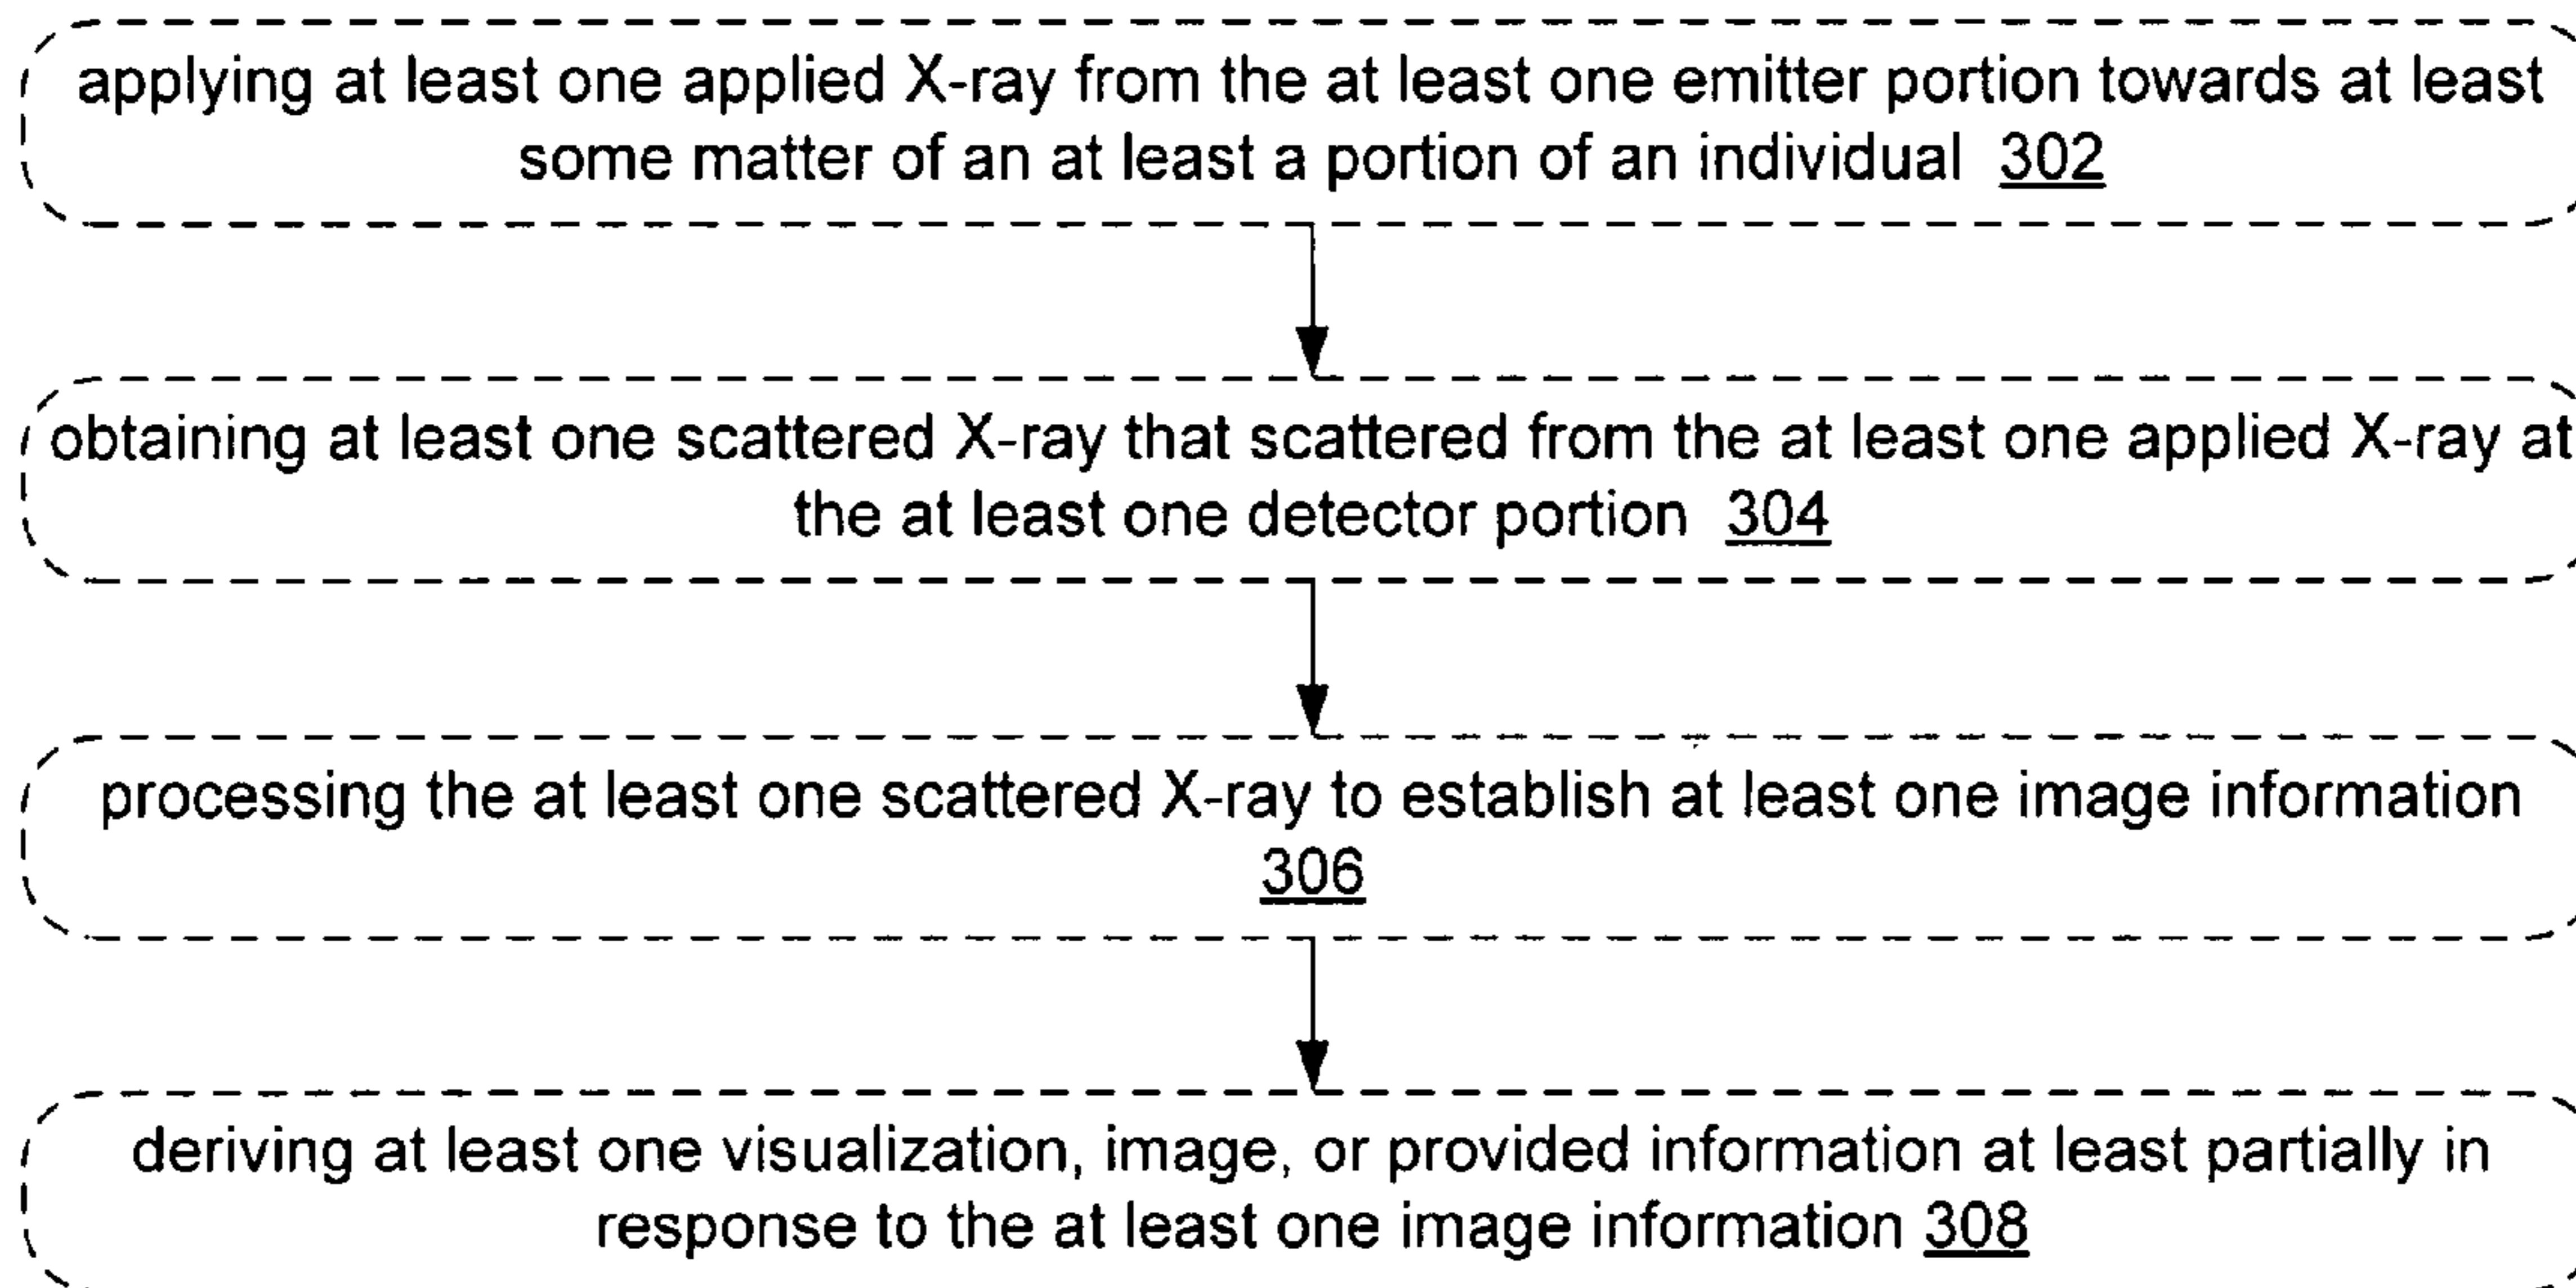 applying at least one applied X-ray from the at least one emitter portion towards at least
some matter of an at least a portion of an individual 302
obtaining at least one scattered X-ray that scattered from the at least one applied X-ray at
the at least one detector portion 304
processing the at least one scattered X-ray to establish at least one image information
306
deriving at least one visualization, image, or provided information at least partially in
response to the at least one image information 308